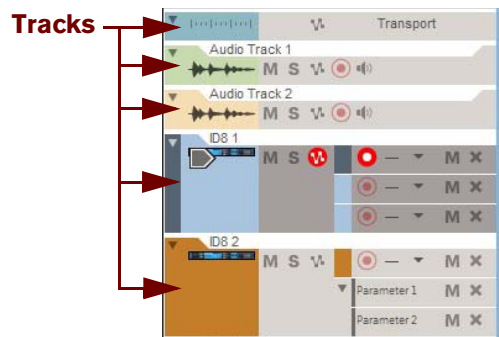 Tracks
Transport
Audio Track 1
M S
Audio Track 2
M S
ID8 1
M S M
M
M
ID8 2
M S M
Parameter 1 M
Parameter 2 M